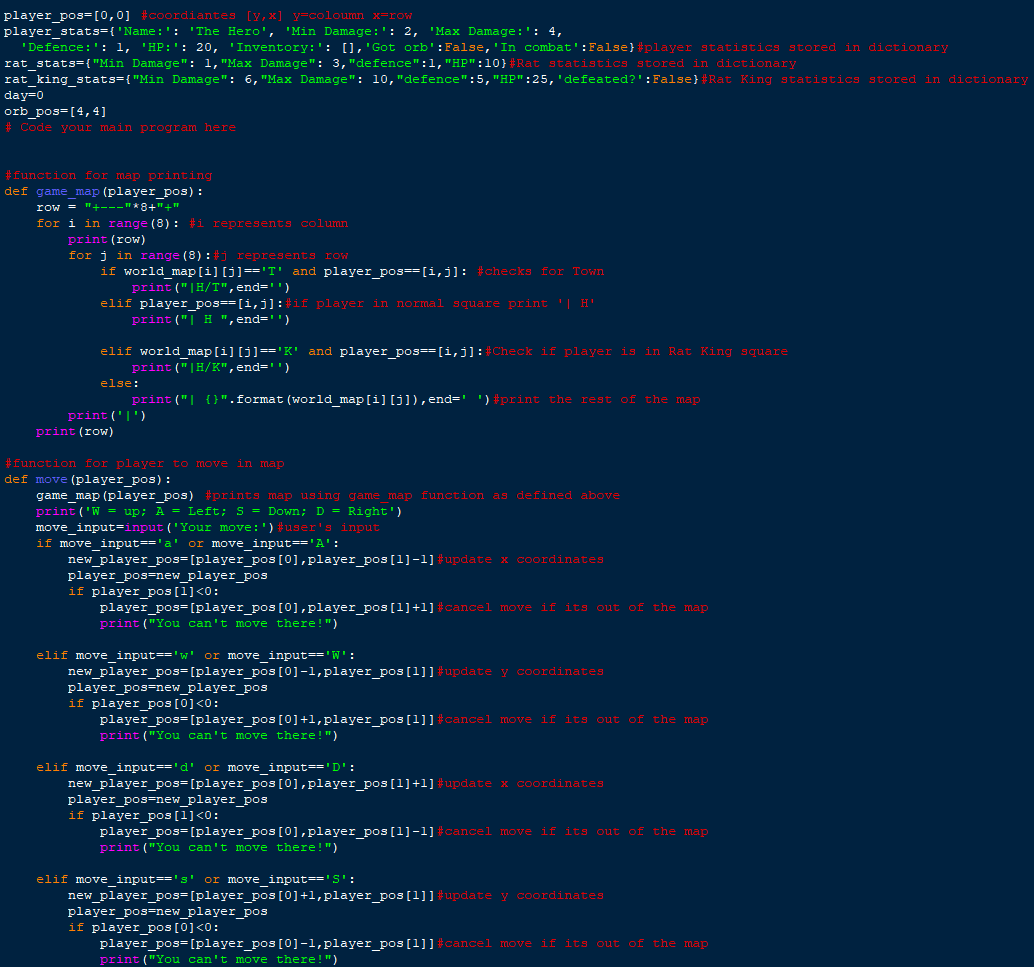 player_pos=[0,0] #coordiantes [y,x] y=coloumn x=row
player_stats={'Name:': 'The Hero', 'Min Damage:': 2, 'Max Damage:': 4,
  'Defence:': 1, 'HP:': 20, 'Inventory:': [],'Got orb':False,'In combat':False}#player statistics stored in dictionary
rat_stats={"Min Damage": 1,"Max Damage": 3,"defence":1,"HP":10}#Rat statistics stored in dictionary
rat_king_stats={"Min Damage": 6,"Max Damage": 10,"defence":5,"HP":25,'defeated?':False}#Rat King statistics stored in dictionary
day=0
orb_pos=[4,4]
# Code your main program here
#function for map printing
def game_map(player_pos):
    row = "+---"*8+"+"
    for i in range(8): #i represents column
        print(row)
        for j in range(8):#j represents row
            if world_map[i][j]=='T' and player_pos==[i,j]: #checks for Town
                print("|H/T",end='')
            elif player_pos==[i,j]:#if player in normal square print '| H'
                print("| H ",end='')
            elif world_map[i][j]=='K' and player_pos==[i,j]:#Check if player is in Rat King square
                print("|H/K",end='')
            else:
                print("| {}".format(world_map[i][j]),end=' ')#print the rest of the map
        print('|')
    print(row)
#function for player to move in map
def move(player_pos):
    game_map(player_pos) #prints map using game_map function as defined above
    print('W = up; A = Left; S = Down; D = Right')
    move_input=input('Your move:')#user's input
    if move_input=='a' or move_input=='A':
        new_player_pos=[player_pos[0],player_pos[1]-1]#update x coordinates
        player_pos=new_player_pos
        if player_pos[1]<0:
            player_pos=[player_pos[0],player_pos[1]+1]#cancel move if its out of the map
            print("You can't move there!")
    elif move_input=='w' or move_input=='W':
        new_player_pos=[player_pos[0]-1,player_pos[1]]#update y coordinates
        player_pos=new_player_pos
        if player_pos[0]<0:
            player_pos=[player_pos[0]+1,player_pos[1]]#cancel move if its out of the map
            print("You can't move there!")
    elif move_input=='d' or move_input=='D':
        new_player_pos=[player_pos[0],player_pos[1]+1]#update x coordinates
        player_pos=new_player_pos
        if player_pos[1]<0:
            player_pos=[player_pos[0],player_pos[1]-1]#cancel move if its out of the map
            print("You can't move there!")
    elif move_input=='s' or move_input=='S':
        new_player_pos=[player_pos[0]+1,player_pos[1]]#update y coordinates
        player_pos=new_player_pos
        if player_pos[0]<0:
            player_pos=[player_pos[0]-1,player_pos[1]]#cancel move if its out of the map
            print("You can't move there!")